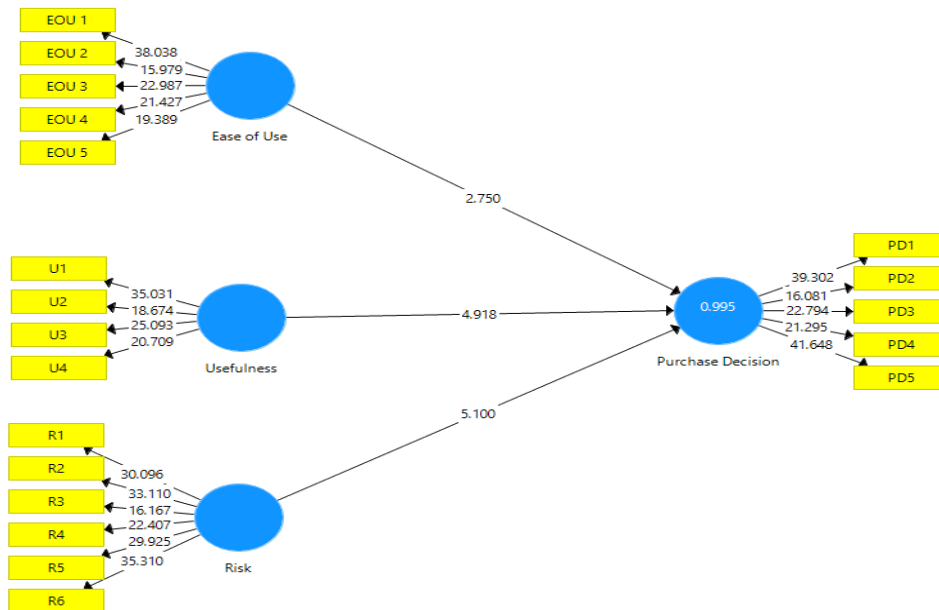 EOU 1
EOU 2
EOU 3
EOU 4
EOU 5
38.038
15.979
22.987
21.427
19.389
Ease of Use
2.750
U1
U2
U3
U4
35.031
18.674
25.093
20.709
Usefulness
4.918
R1
R2
R3
R4
R5
R6
30.096
33.110
16.167
22.407
29.925
35.310
Risk
5.100
0.995
Purchase Decision
39.302
16.081
22.794
21.295
41.648
PD1
PD2
PD3
PD4
PD5